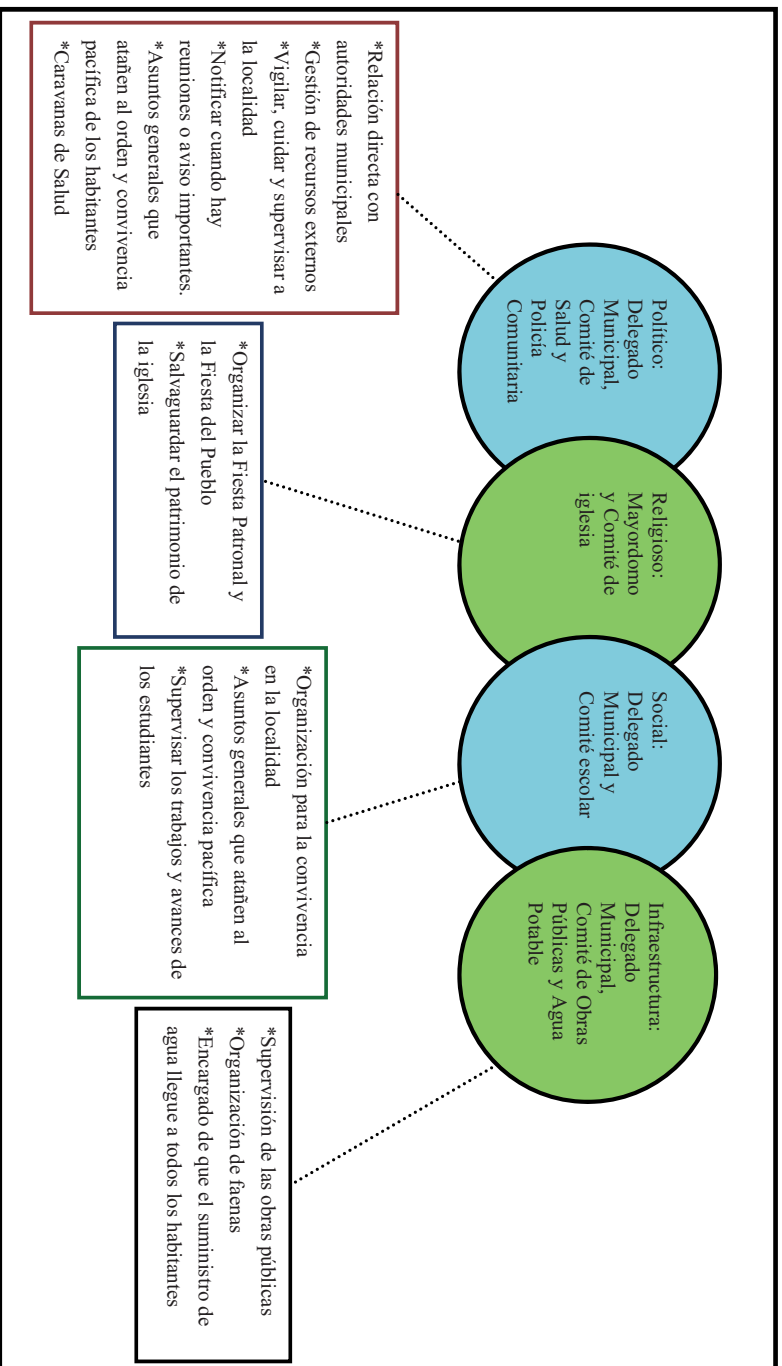 Político:
Delegado
Municipal,
Comité de
Salud y
Policía
Comunitaria
Religioso:
Mayordomo
y Comité de
iglesia
Social:
Delegado
Municipal y
Comité escolar
Infraestructura:
Delegado
Municipal,
Comité de Obras
Públicas y Agua
Potable
*Relación directa con
autoridades municipales
*Gestión de recursos externos
*Vigilar, cuidar y supervisar a
la localidad
*Notificar cuando hay
reuniones o aviso importantes.
*Asuntos generales que
atañen al orden y convivencia
pacífica de los habitantes
*Caravanas de Salud
*Organizar la Fiesta Patronal y
la Fiesta del Pueblo
*Salvaguardar el patrimonio de
la iglesia
*Organización para la convivencia
en la localidad
*Asuntos generales que atañen al
orden y convivencia pacífica
*Supervisar los trabajos y avances de
los estudiantes
*Supervisión de las obras públicas
*Organización de faenas
*Encargado de que el suministro de
agua llegue a todos los habitantes